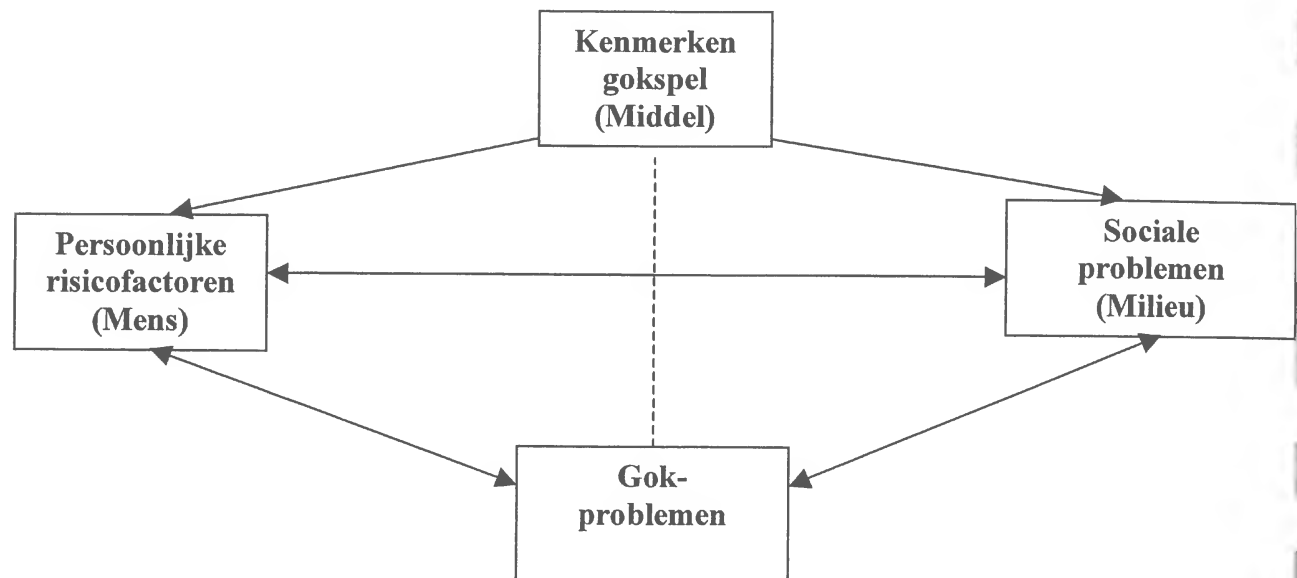 Kenmerken
gokspel
(Middel)
Persoonlijke
risicofactoren
(Mens)
Sociale
problemen
(Milieu)
Gok-
problemen